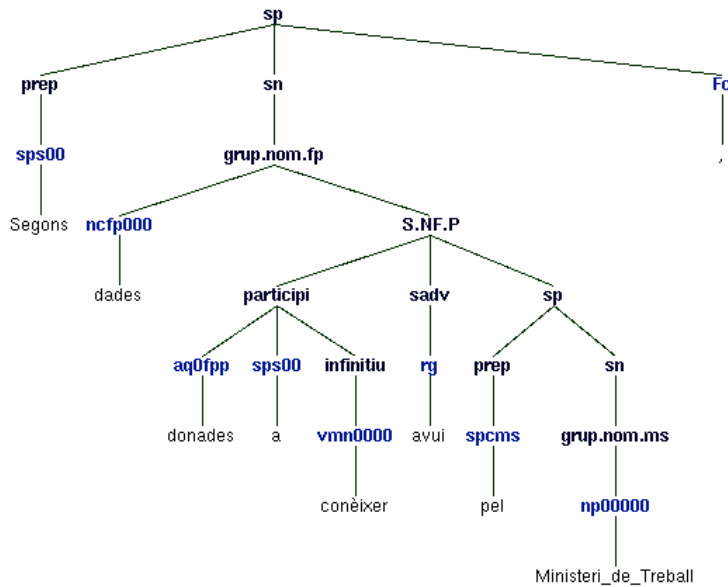 sp
prep sn Fc
sps00 grup.nom.fp ,
Segons ncfp000 S.NF.P
dades participi sadv sp
aq0fpp sps00 infinitiu rg prep sn
donades a vmn0000 avui spcms grup.nom.ms
conèixer pel np00000
Ministeri_de_Treball